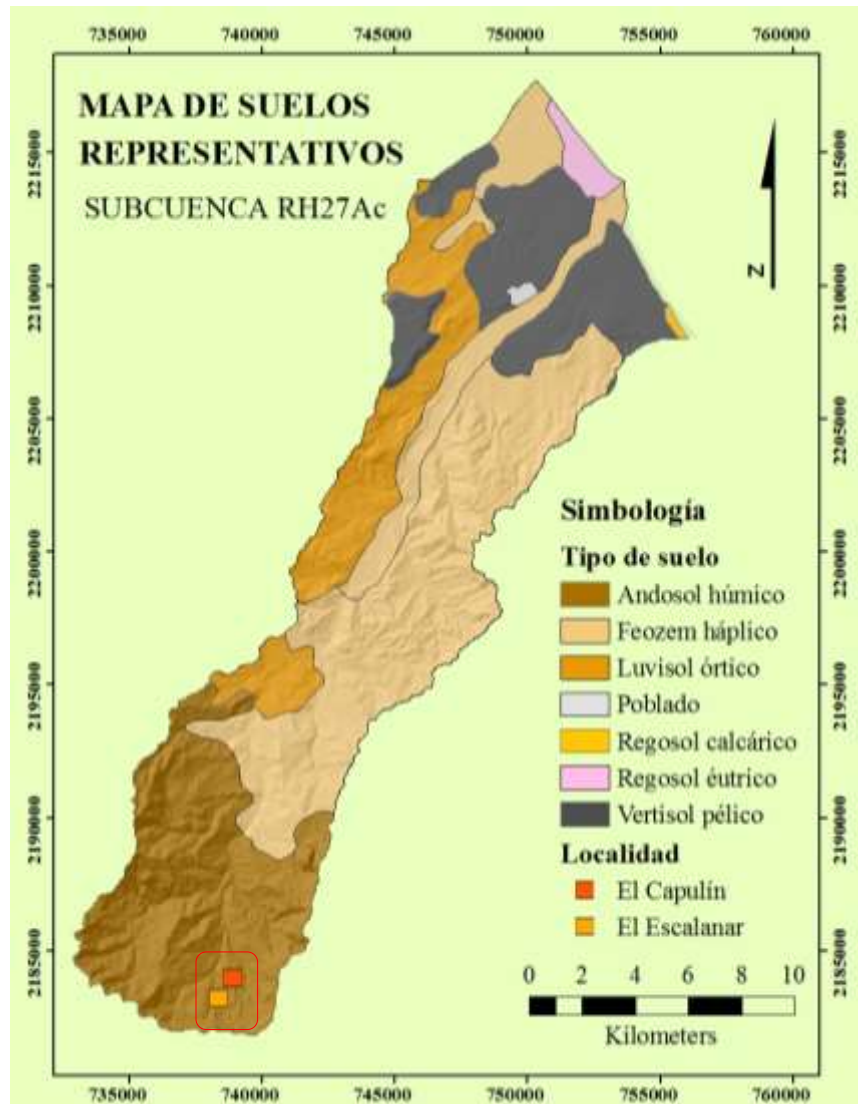 735000 740000 745000 750000 755000 760000
MAPA DE SUELOS
REPRESENTATIVOS
SUBCUENCA RH27Ac
2215000
2210000
2205000
2200000
2195000
2190000
2185000
2215000
2210000
2205000
2200000
2195000
2190000
2185000
N
Simbología
Tipo de suelo
Andosol húmico
Feozem háplico
Luvisol órtico
Poblado
Regosol calcárico
Regosol éutrico
Vertisol pélico
Localidad
El Capulín
El Escalanar
0 2 4 6 8 10
Kilometers
735000 740000 745000 750000 755000 760000